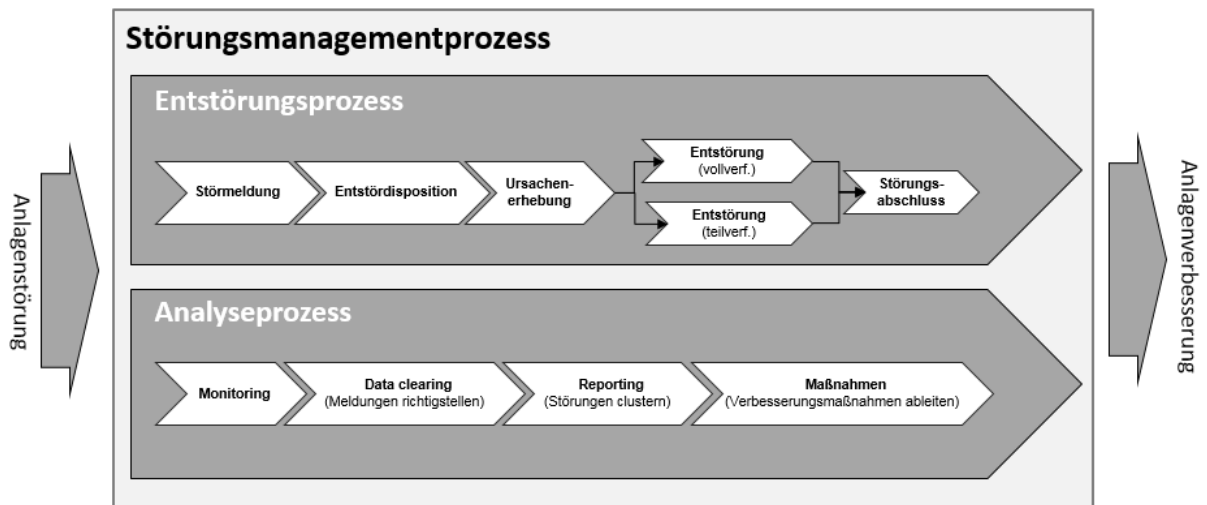 Störungsmanagementprozess
Anlagenstörung
Entstörungsprozess
Störmeldung
Entstördisposition
Ursachen-
erhebung
Entstörung
(vollverf.)
Entstörung
(teilverf.)
Störungs-
abschluss
Analyseprozess
Monitoring
Data clearing
(Meldungen richtigstellen)
Reporting
(Störungen clustern)
Maßnahmen
(Verbesserungsmaßnahmen ableiten)
Anlagenverbesserung